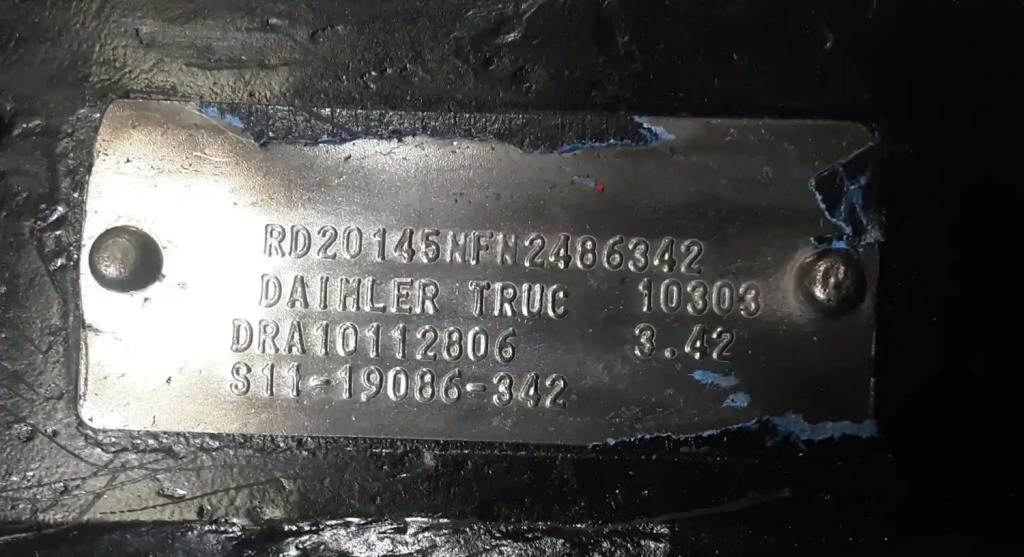 RD20145NFN2486342
DAIMLER TRUC 10303
DRA10112806 3.42
S11-19086-342